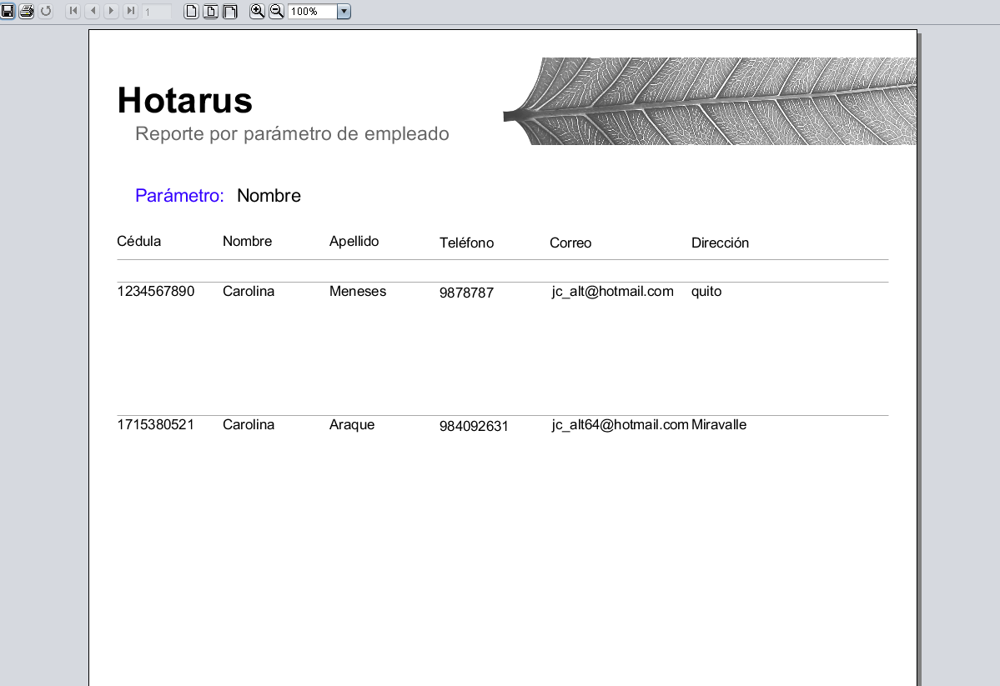 1
100%
Hotarus
Reporte por parámetro de empleado
Parámetro: Nombre
Cédula Nombre Apellido Teléfono Correo Dirección
1234567890 Carolina Meneses 9878787 jc_alt@hotmail.com quito
1715380521 Carolina Araque 984092631 jc_alt64@hotmail.com Miravalle